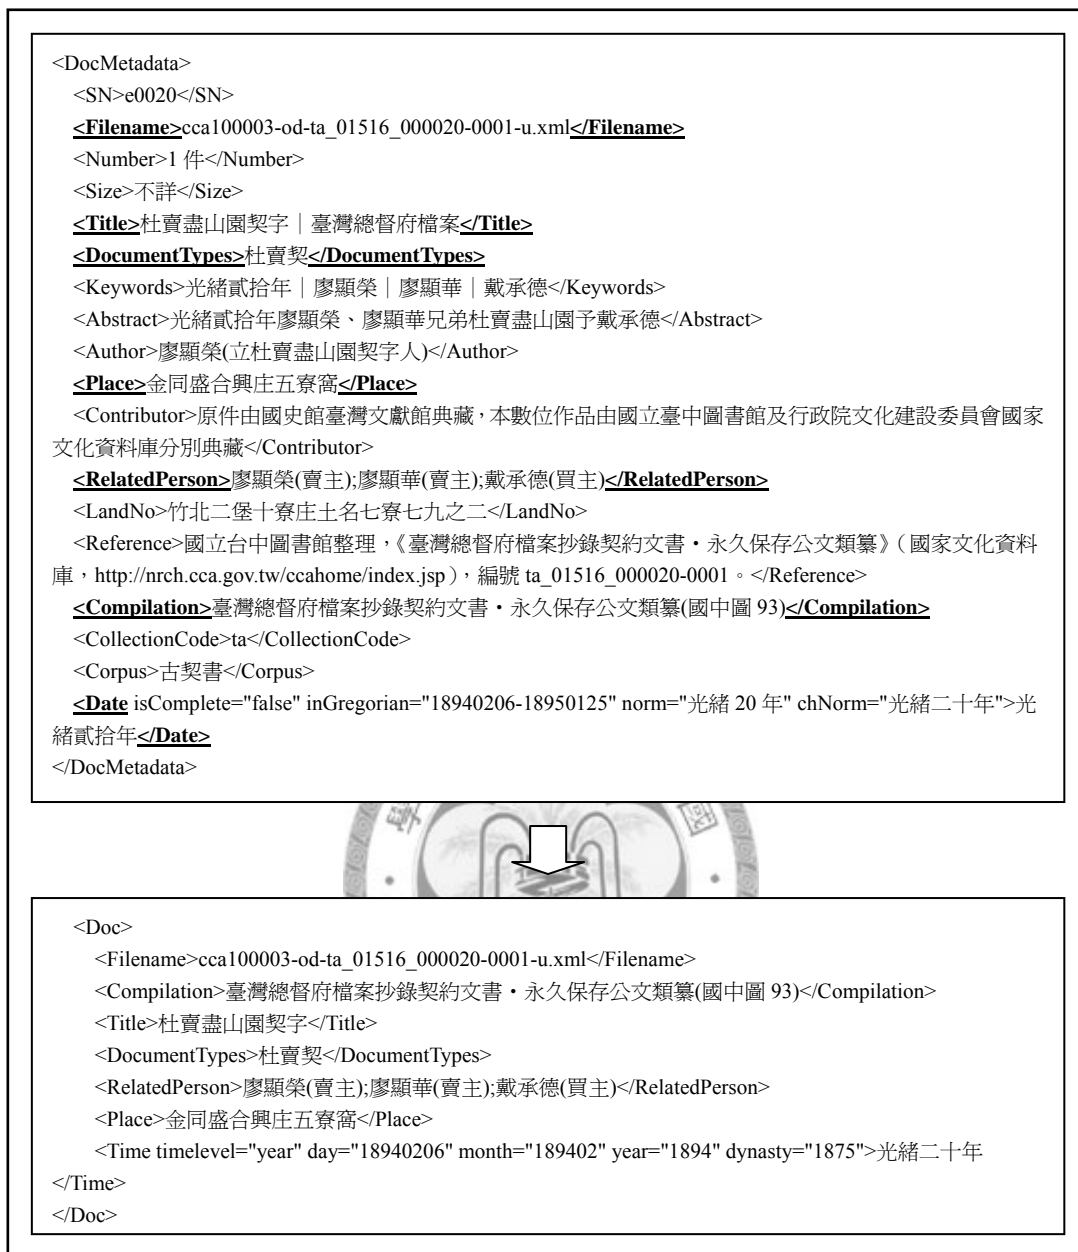 <DocMetadata>
<SN>e0020</SN>
<Filename>cca100003-od-ta_01516_000020-0001-u.xml</Filename>
<Number>1 件</Number>
<Size>不詳</Size>
<Title>杜賣盡山園契字｜臺灣總督府檔案</Title>
<DocumentTypes>杜賣契</DocumentTypes>
<Keywords>光緒貳拾年｜廖顯榮｜廖顯華｜戴承德</Keywords>
<Abstract>光緒貳拾年廖顯榮、廖顯華兄弟杜賣盡山園予戴承德</Abstract>
<Author>廖顯榮(立杜賣盡山園契字人)</Author>
<Place>金同盛合興庄五寮窩</Place>
<Contributor>原件由國史館臺灣文獻館典藏，本數位作品由國立臺中圖書館及行政院文化建設委員會國家
文化資料庫分別典藏</Contributor>
<RelatedPerson>廖顯榮(賣主);廖顯華(賣主);戴承德(買主)</RelatedPerson>
<LandNo>竹北二堡十寮庄土名七寮七九之二</LandNo>
<Reference>國立台中圖書館整理，《臺灣總督府檔案抄錄契約文書‧永久保存公文類纂》（國家文化資料
庫，http://nrch.cca.gov.tw/ccahome/index.jsp），編號 ta_01516_000020-0001。</Reference>
<Compilation>臺灣總督府檔案抄錄契約文書‧永久保存公文類纂(國中圖 93)</Compilation>
<CollectionCode>ta</CollectionCode>
<Corpus>古契書</Corpus>
<Date isComplete="false" inGregorian="18940206-18950125" norm="光緒 20 年" chNorm="光緒二十年">光
緒貳拾年</Date>
</DocMetadata>
學
國
<Doc>
<Filename>cca100003-od-ta_01516_000020-0001-u.xml</Filename>
<Compilation>臺灣總督府檔案抄錄契約文書‧永久保存公文類纂(國中圖 93)</Compilation>
<Title>杜賣盡山園契字</Title>
<DocumentTypes>杜賣契</DocumentTypes>
<RelatedPerson>廖顯榮(賣主);廖顯華(賣主);戴承德(買主)</RelatedPerson>
<Place>金同盛合興庄五寮窩</Place>
<Time timelevel="year" day="18940206" month="189402" year="1894" dynasty="1875">光緒二十年
</Time>
</Doc>